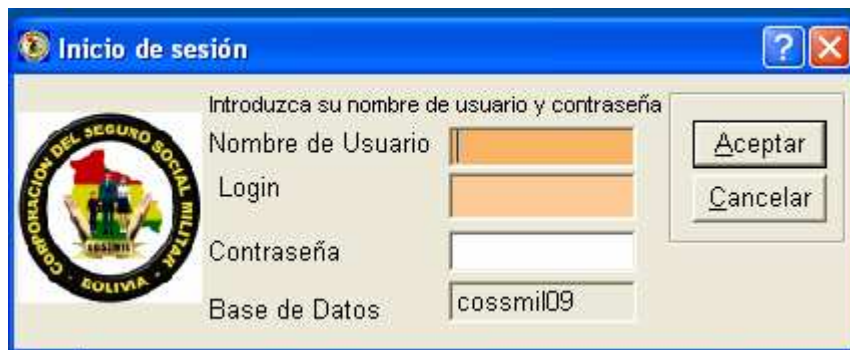 Inicio de sesión
?
X
Introduzca su nombre de usuario y contraseña
Nombre de Usuario
Aceptar
Login
Cancelar
Contraseña
Base de Datos
cossmil09
CORPORACION DEL SEGURO SOCIAL MILITAR
COSSMIL
BOLIVIA